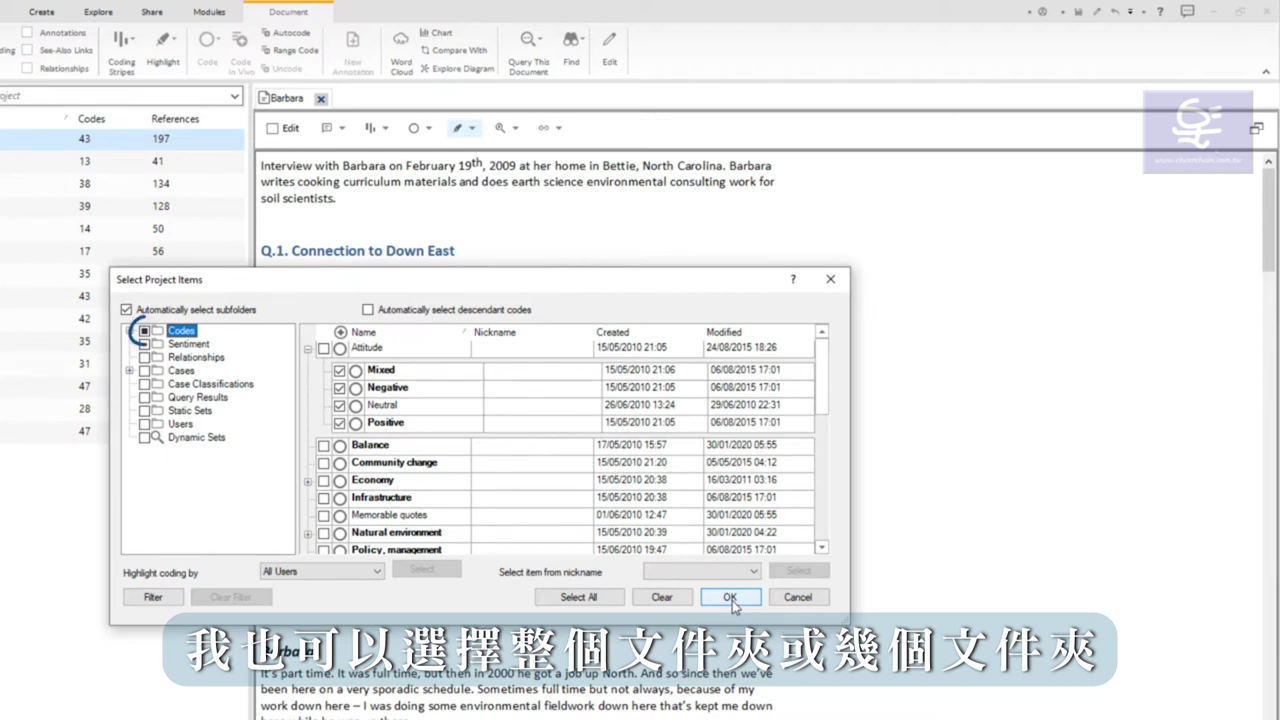 Create Explore Share Modules Document
Annotations
See-Also Links
Relationships
ding
Coding Stripes
Highlight
Code
Code In Vivo
Autocode
Range Code
Uncode
New Annotation
Word Cloud
Chart
Compare With
Explore Diagram
Query This Document
Find
Edit
oject
Barbara
Codes References
43 197
13 41
38 134
39 128
14 50
17 56
35
43
42
35
31
47
28
47
Edit
www.cherrchain.com.tw
Interview with Barbara on February 19th, 2009 at her home in Bettie, North Carolina. Barbara
writes cooking curriculum materials and does earth science environmental consulting work for
soil scientists.
Q.1. Connection to Down East
Select Project Items
Automatically select subfolders
Automatically select descendant codes
Codes
Sentiment
Relationships
Cases
Case Classifications
Query Results
Static Sets
Users
Dynamic Sets
Name Nickname Created Modified
Attitude 15/05/2010 21:05 24/08/2015 18:26
Mixed 15/05/2010 21:06 06/08/2015 17:01
Negative 15/05/2010 21:05 06/08/2015 17:01
Neutral 26/06/2010 13:24 29/06/2010 22:31
Positive 15/05/2010 21:05 06/08/2015 17:01
Balance 17/05/2010 15:57 30/01/2020 05:55
Community change 15/05/2010 21:20 05/05/2015 04:12
Economy 15/05/2010 20:38 16/03/2011 03:16
Infrastructure 15/05/2010 20:38 06/08/2015 17:01
Memorable quotes 01/06/2010 12:47 30/01/2020 05:55
Natural environment 15/05/2010 20:39 30/01/2020 04:22
Policy, management 15/06/2010 19:47 06/08/2015 17:01
Highlight coding by All Users Select... Select item from nickname Select
Filter Clear Filter Select All Clear OK Cancel
我也可以選擇整個文件夾或幾個文件夾
Barbara
It's part time. It was full time, but then in 2000 he got a job up North. And so since then we've
been here on a very sporadic schedule. Sometimes full time but not always, because of my
work down here – I was doing some environmental fieldwork down here that's kept me down